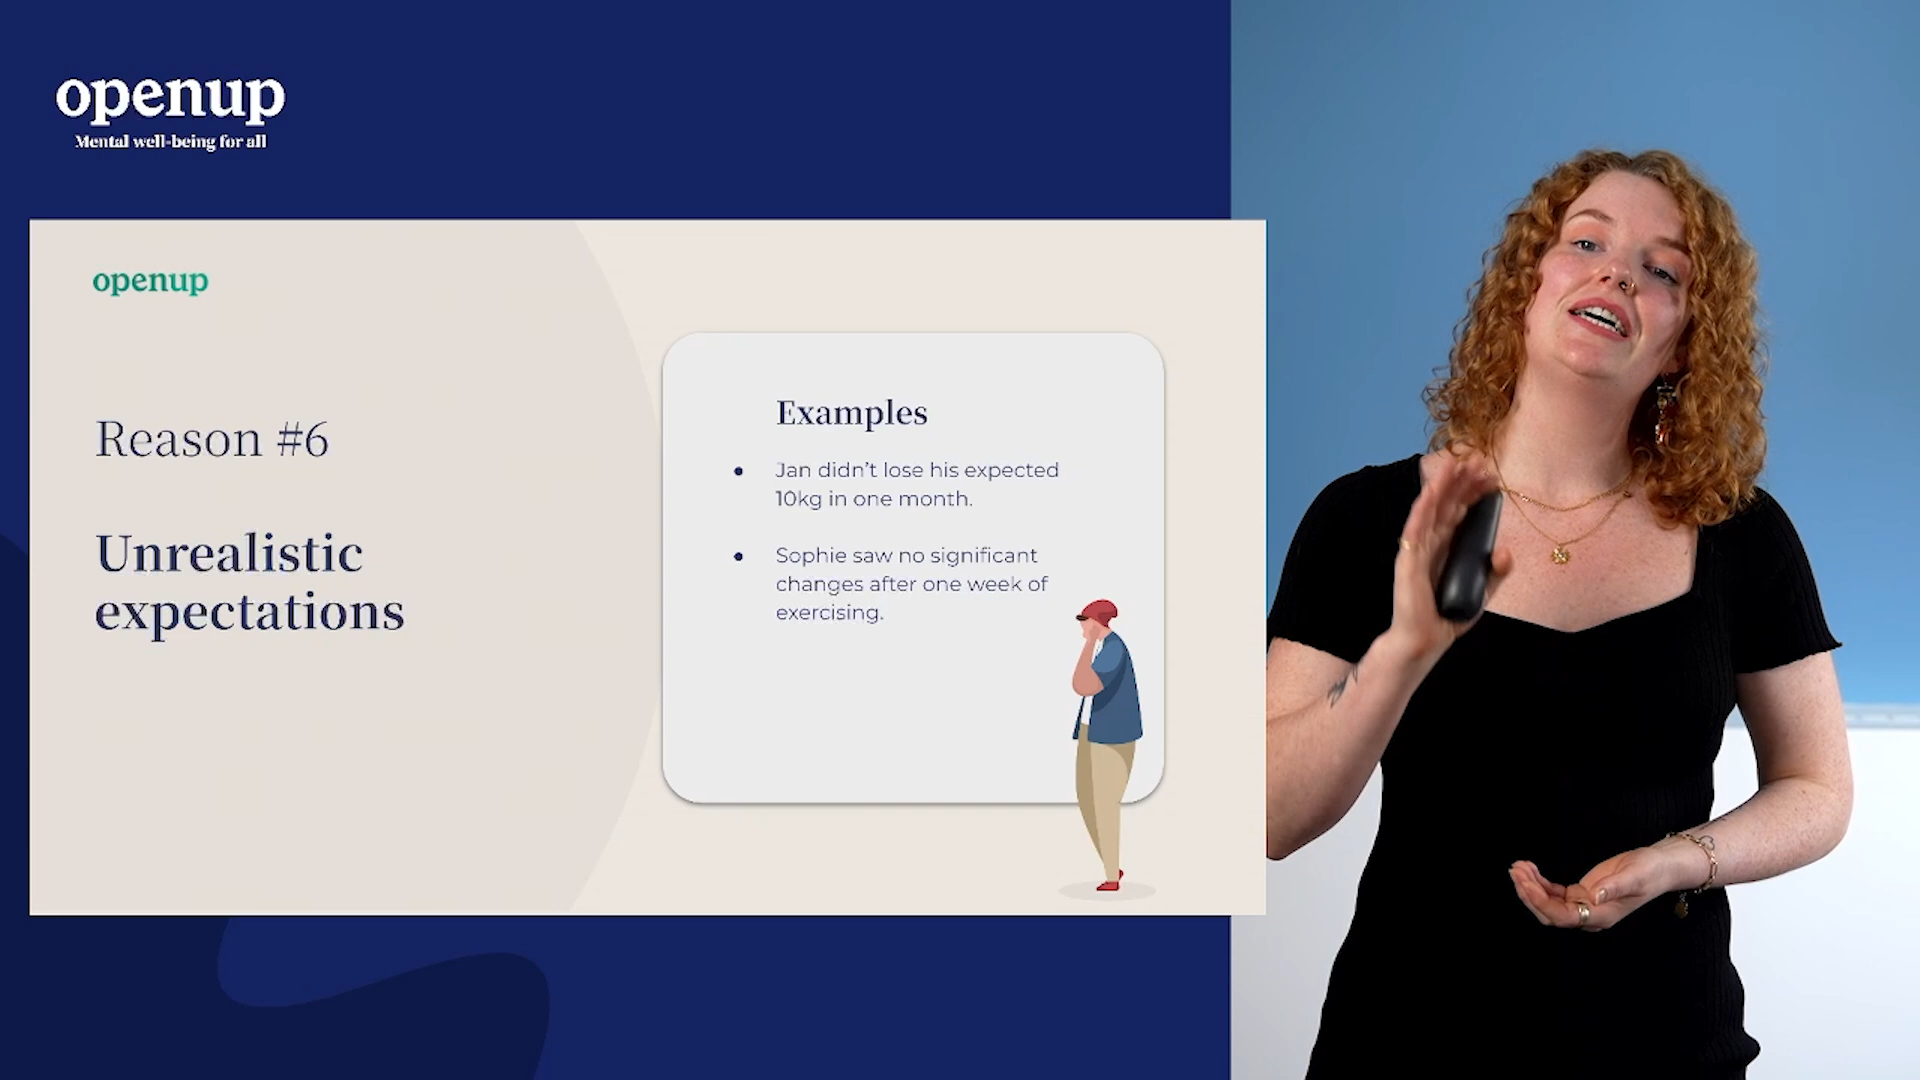 openup
Mental well-being for all
openup
Reason #6
Unrealistic
expectations
Examples
• Jan didn't lose his expected
10kg in one month.
• Sophie saw no significant
changes after one week of
exercising.